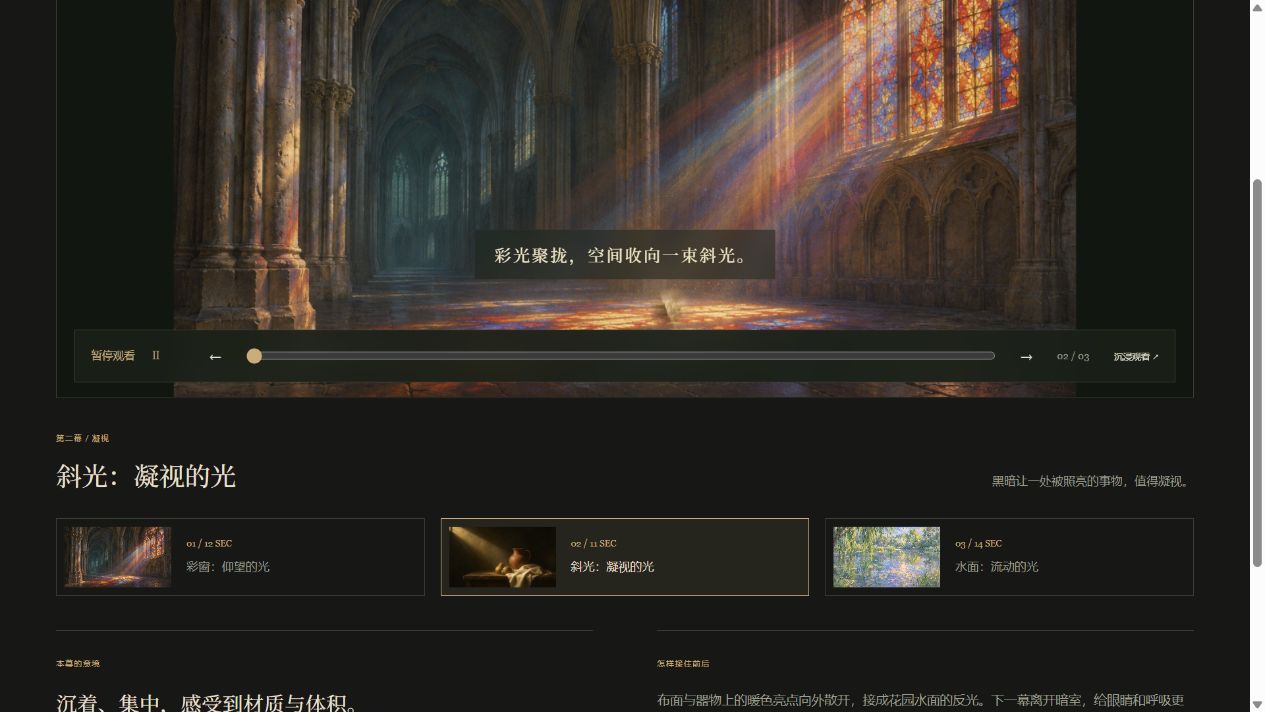 彩光聚拢，空间收向一束斜光。
暂停观看 II ← → 02 / 03 沉浸观看 ↗
第二幕 / 凝视
斜光：凝视的光
黑暗让一处被照亮的事物，值得凝视。
01 / 12 SEC
彩窗：仰望的光
02 / 11 SEC
斜光：凝视的光
03 / 14 SEC
水面：流动的光
本幕的意境
沉着、集中，感受到材质与体积。
怎样接住前后
布面与器物上的暖色亮点向外散开，接成花园水面的反光。下一幕离开暗室，给眼睛和呼吸更